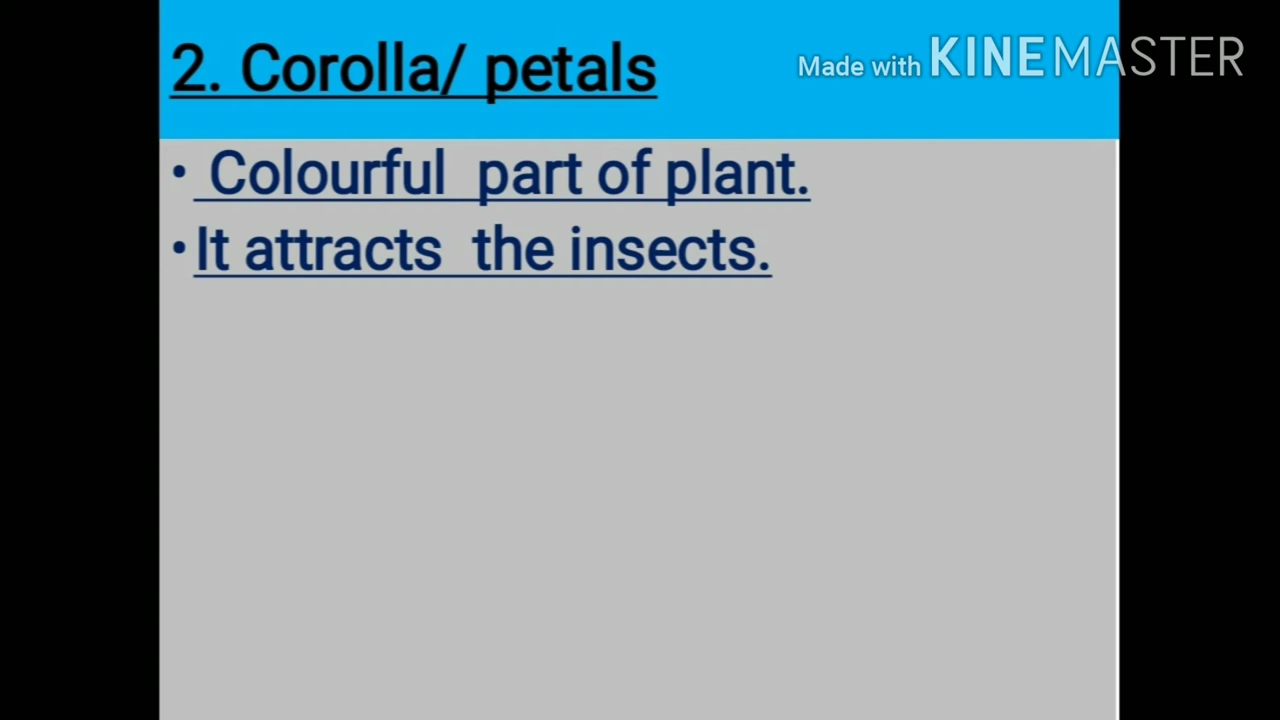 2. Corolla/ petals
Made with KINEMASTER
• Colourful part of plant.
• It attracts the insects.